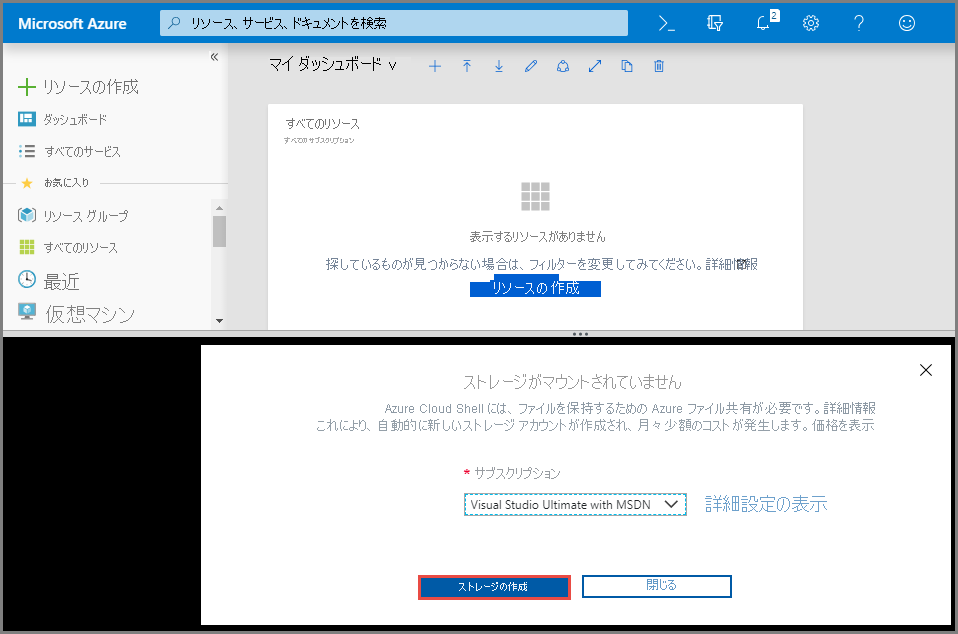 Microsoft Azure
リソース、サービス、ドキュメントを検索
2
リソースの作成
ダッシュボード
すべてのサービス
お気に入り
リソース グループ
すべてのリソース
最近
仮想マシン
マイ ダッシュボード
すべてのリソース
すべてのサブスクリプション
表示するリソースがありません
探しているものが見つからない場合は、フィルターを変更してみてください。詳細情報
リソースの作成
ストレージがマウントされていません
Azure Cloud Shell には、ファイルを保持するための Azure ファイル共有が必要です。詳細情報
これにより、自動的に新しいストレージ アカウントが作成され、月々少額のコストが発生します。価格を表示
* サブスクリプション
Visual Studio Ultimate with MSDN
詳細設定の表示
ストレージの作成
閉じる